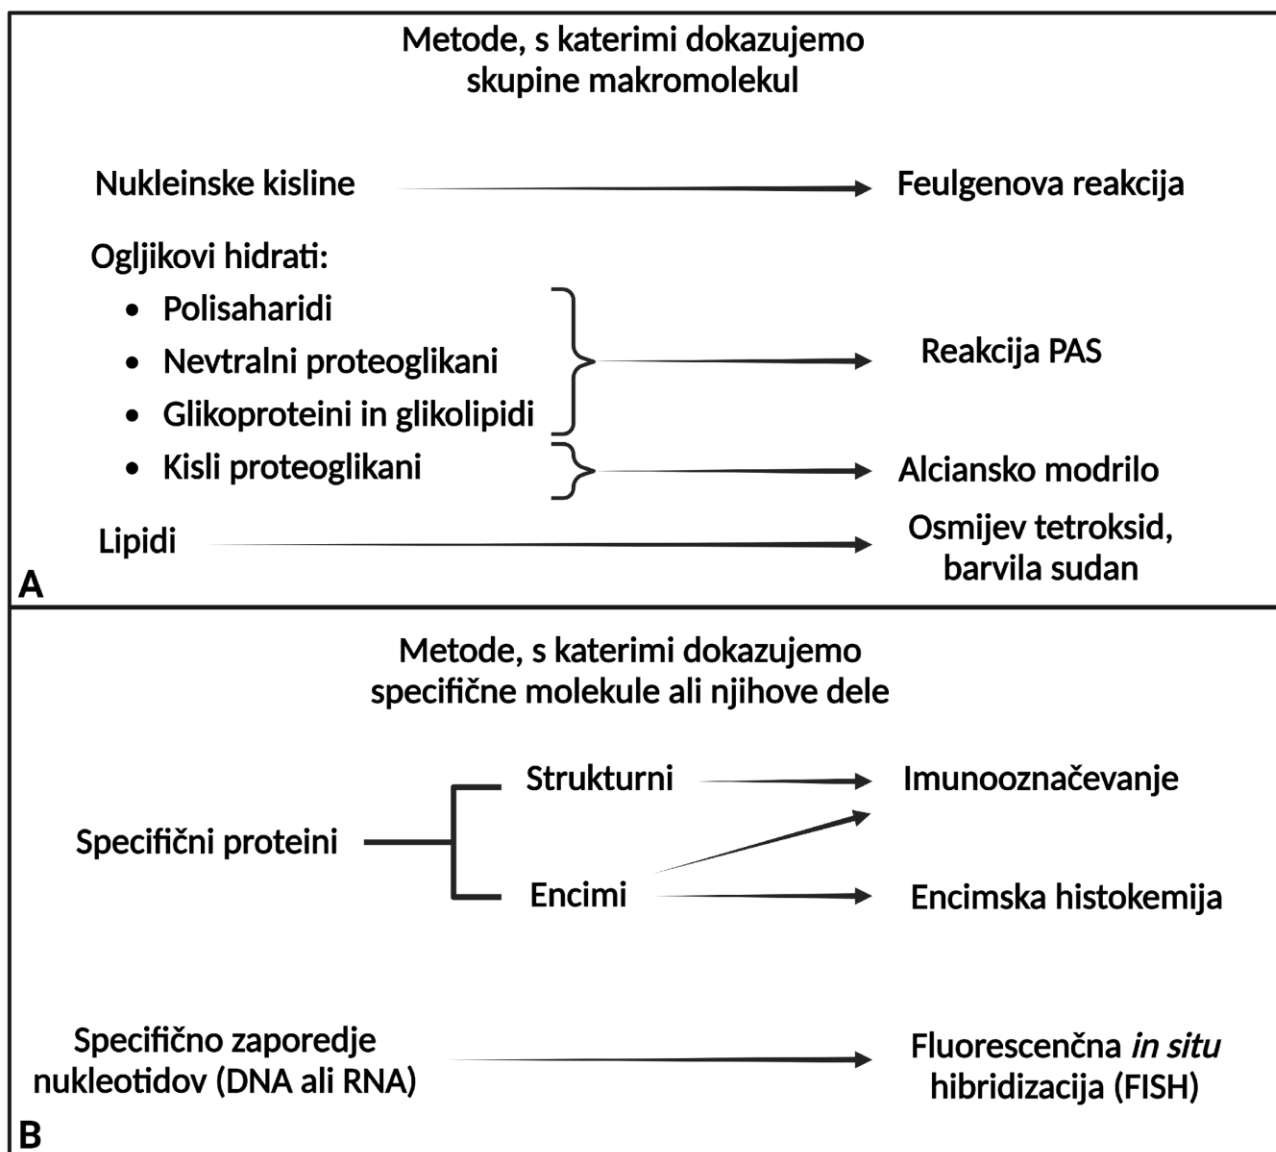 Metode, s katerimi dokazujemo
skupine makromolekul
Nukleinske kisline
Feulgenova reakcija
Ogljikovi hidrati:
• Polisaharidi
• Nevtralni proteoglikani
• Glikoproteini in glikolipidi
Reakcija PAS
• Kisli proteoglikani
Alciansko modrilo
Lipidi
Osmijev tetroksid,
barvila sudan
A
Metode, s katerimi dokazujemo
specifične molekule ali njihove dele
Specifični proteini
Strukturni
Imunooznačevanje
Encimi
Encimska histokemija
Specifično zaporedje
nukleotidov (DNA ali RNA)
Fluorescenčna in situ
hibridizacija (FISH)
B